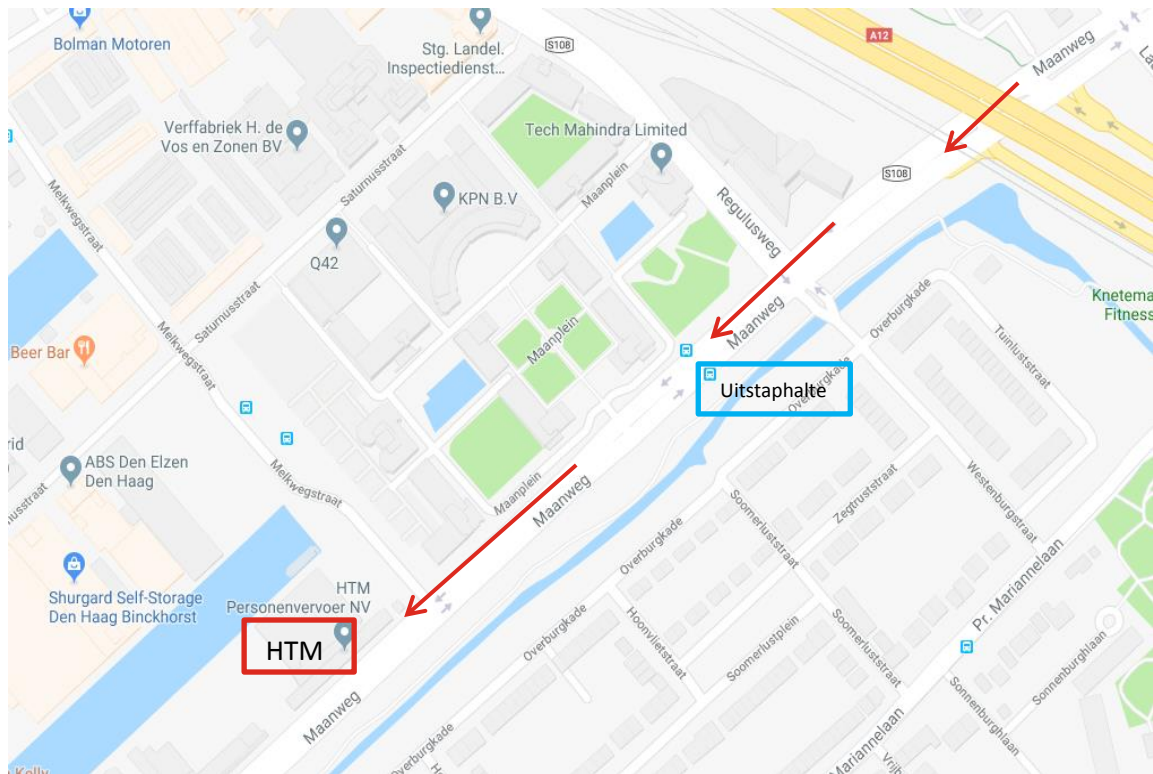 Bolman Motoren
Stg. Landel.
Inspectiedienst...
S108
A12
Maanweg
Verffabriek H. de
Vos en Zonen BV
Saturnusstraat
Tech Mahindra Limited
S108
Melkwegstraat
KPN B.V
Maanplein
Regulusweg
Q42
Saturnusstraat
Maanweg
Overburgkade
Knetema
Fitness
Tuinluststraat
Beer Bar
Melkwegstraat
Maanplein
Uitstaphalte
Overburgkade
ABS Den Elzen
Den Haag
Melkwegstraat
Maanplein
Maanweg
Soomerluststraat
Zegtruststraat
Westenburgstraat
Overburgkade
Shurgard Self-Storage
Den Haag Binckhorst
HTM
Personenvervoer NV
HTM
Overburgkade
Hoonvlietstraat
Soomerlustplein
Soomerluststraat
Pr. Mariannelaan
Sonnenburghlaan
Sonnenburghlaan
Maanweg
Overburgkade
Mariannelaan